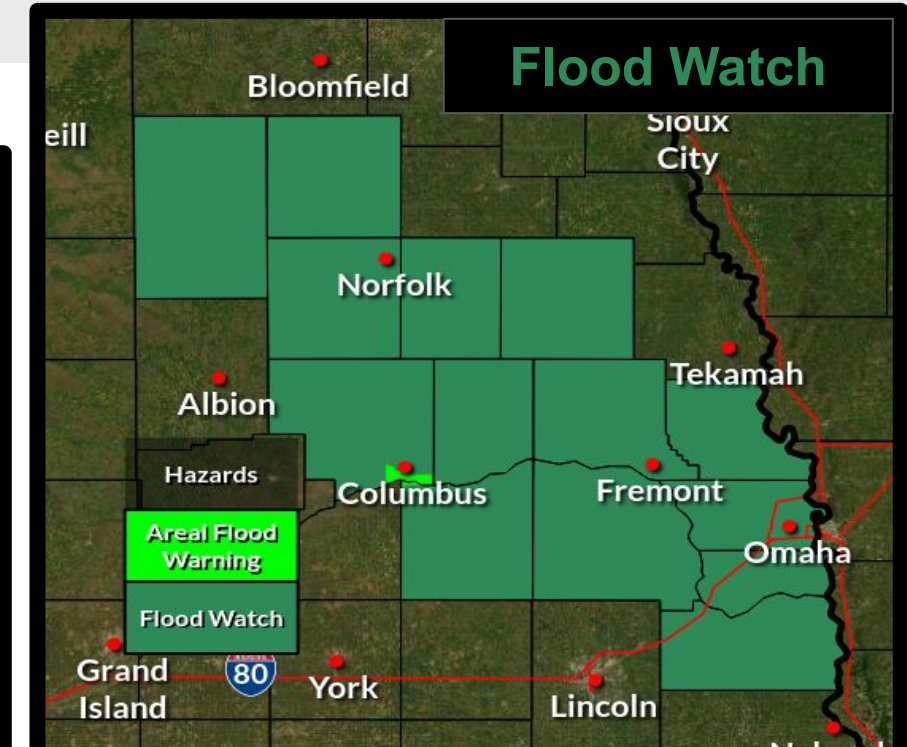 Flood Watch
Bloomfield
eill
Sioux
City
Norfolk
Tekamah
Albion
Hazards
Columbus
Fremont
Areal Flood
Warning
Omaha
Flood Watch
Grand
Island
80
York
Lincoln